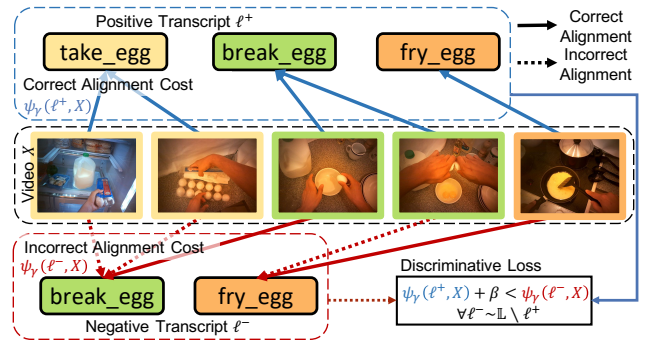 Positive Transcript ℓ⁺
take_egg
break_egg
fry_egg
Correct Alignment
Incorrect Alignment
Correct Alignment Cost
ψ_γ(ℓ⁺, X)
Video X
Incorrect Alignment Cost
ψ_γ(ℓ⁻, X)
break_egg
fry_egg
Negative Transcript ℓ⁻
Discriminative Loss
ψ_γ(ℓ⁺, X) + β < ψ_γ(ℓ⁻, X)
∀ℓ⁻~𝕃 \ ℓ⁺